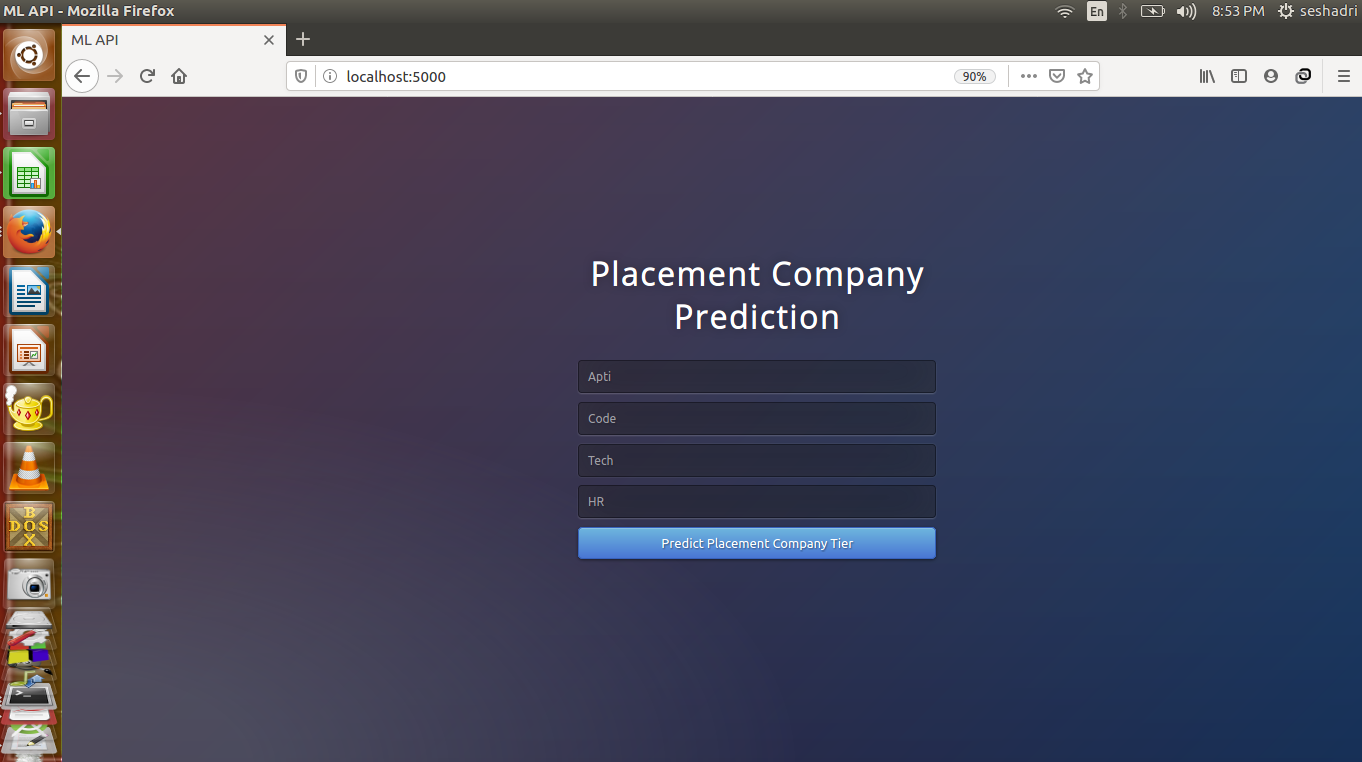 ML API - Mozilla Firefox
En
8:53 PM
seshadri
ML API
localhost:5000
90%
Placement Company
Prediction
Apti
Code
Tech
HR
Predict Placement Company Tier
B
DOS
X